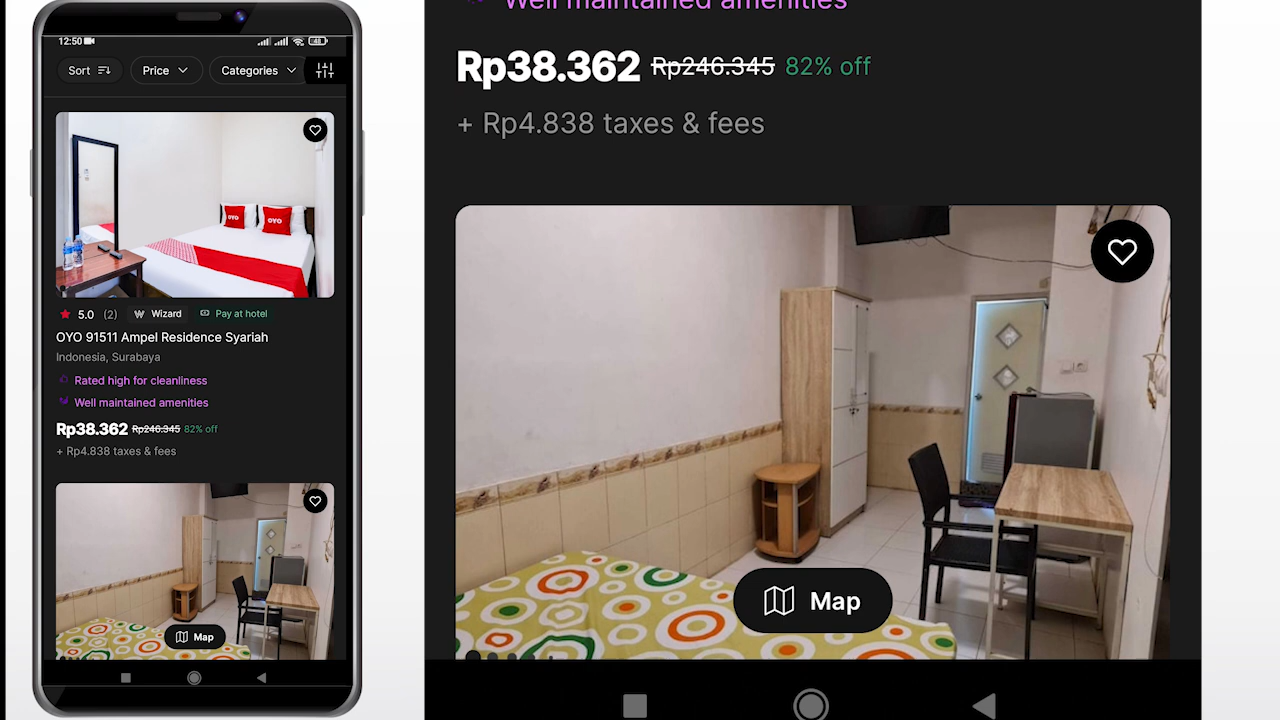 12:50
Sort
Price
Categories
OYO
OYO
5.0 (2) Wizard Pay at hotel
OYO 91511 Ampel Residence Syariah
Indonesia, Surabaya
Rated high for cleanliness
Well maintained amenities
Rp38.362 Rp246.345 82% off
+ Rp4.838 taxes & fees
Map
Well maintained amenities
Rp38.362 Rp246.345 82% off
+ Rp4.838 taxes & fees
Map